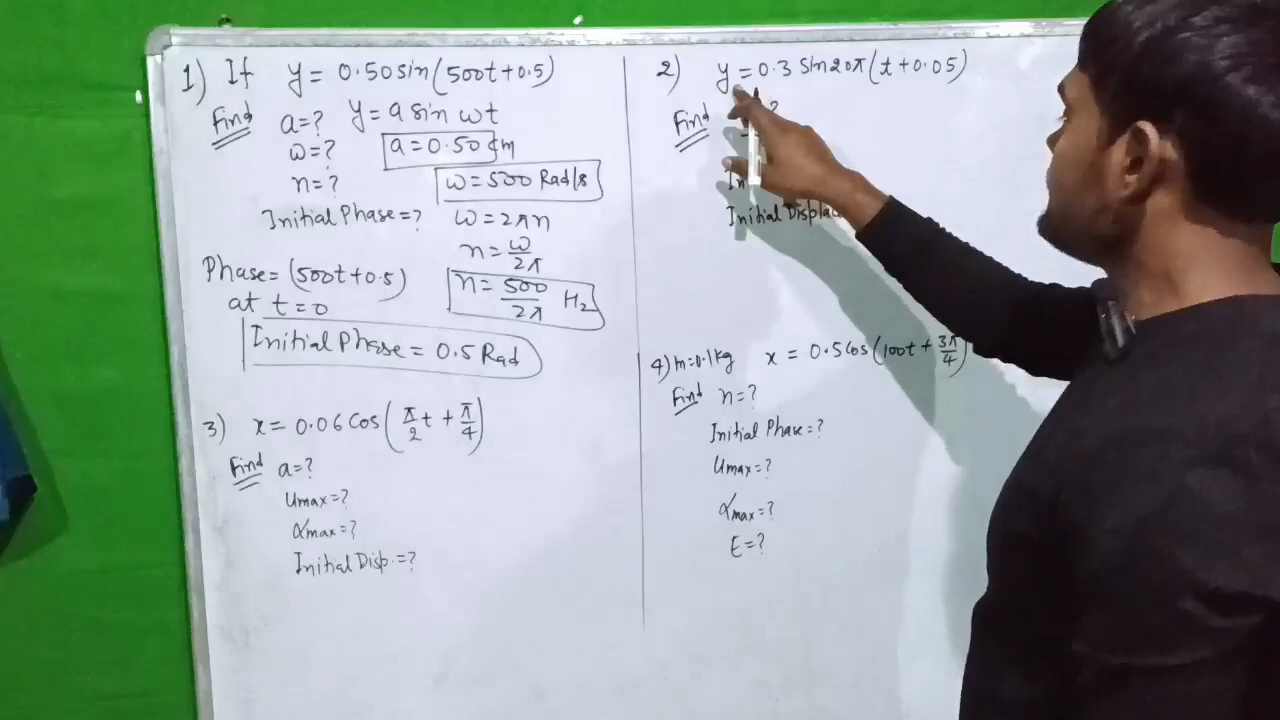 1) If y = 0.50 sin(500t+0.5)
Find a=? y = a sin ωt
ω=? a = 0.50 cm
n=? ω = 500 Rad/s
Initial Phase=? ω = 2πn
n = ω/2π
Phase = (500t+0.5) n = 500/2π Hz
at t=0
Initial Phase = 0.5 Rad
2) y = 0.3 sin 20π(t+0.05)
Find
Initial
3) x = 0.06 cos(π/2 t + π/4)
Find a=?
umax=?
αmax=?
Initial Disp.=?
4) m=0.1kg x = 0.5 cos(100t + 3π/4)
Find n=?
Initial Phase=?
umax=?
αmax=?
E=?